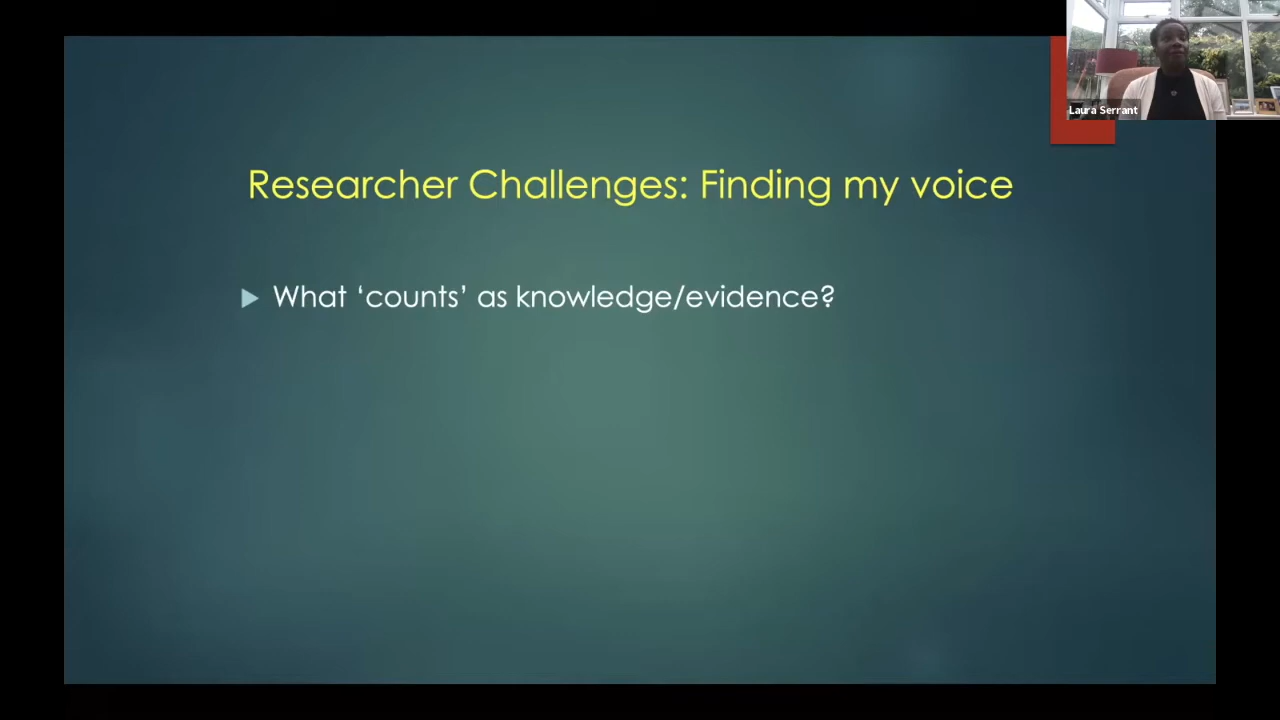 Laura Serrant
Researcher Challenges: Finding my voice
What ‘counts’ as knowledge/evidence?